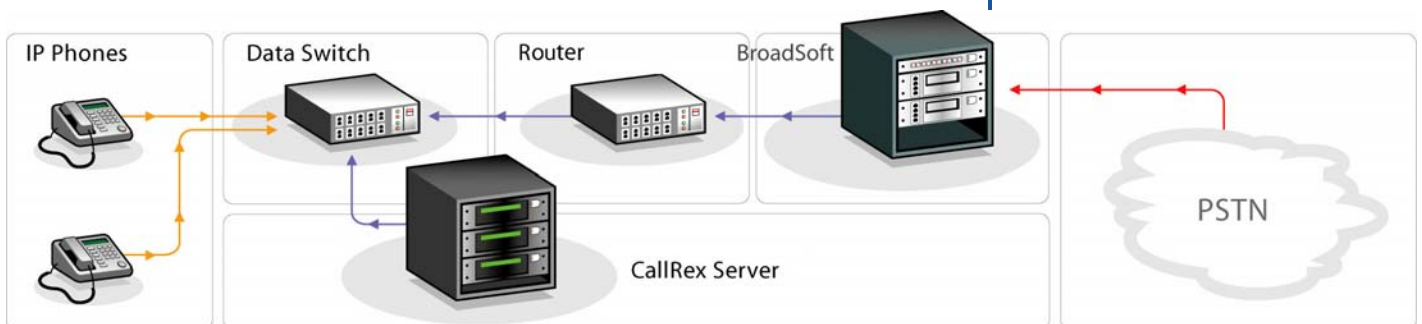 IP Phones
Data Switch
Router
BroadSoft
PSTN
CallRex Server